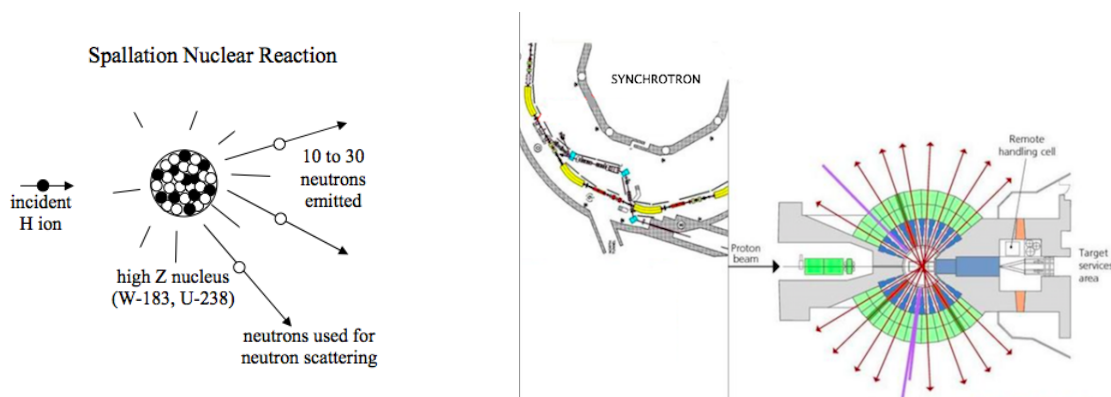 Spallation Nuclear Reaction
incident
H ion
10 to 30
neutrons
emitted
high Z nucleus
(W-183, U-238)
neutrons used for
neutron scattering
SYNCHROTRON
Proton
beam
Remote
handling cell
Target
services
area